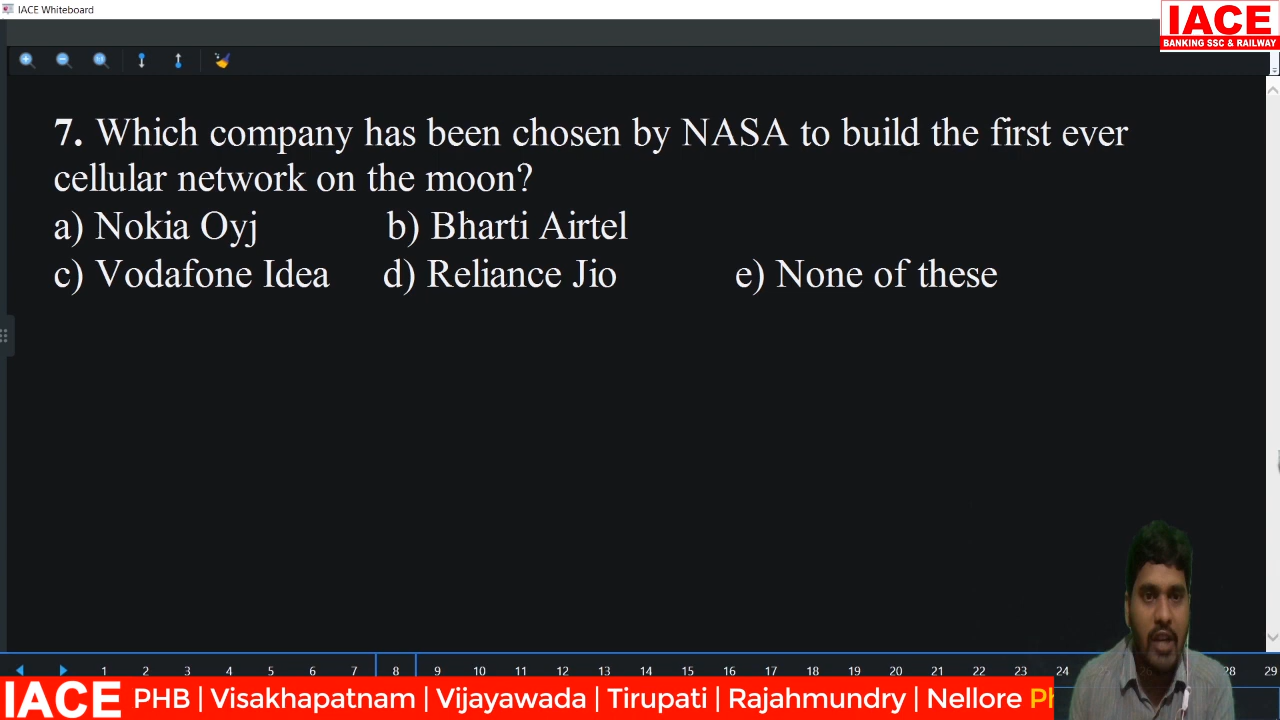 IACE Whiteboard
IACE
BANKING SSC & RAILWAY
7. Which company has been chosen by NASA to build the first ever
cellular network on the moon?
a) Nokia Oyj b) Bharti Airtel
c) Vodafone Idea d) Reliance Jio e) None of these
1 2 3 4 5 6 7 8 9 10 11 12 13 14 15 16 17 18 19 20 21 22 23 24 28 29
IACE PHB | Visakhapatnam | Vijayawada | Tirupati | Rajahmundry | Nellore